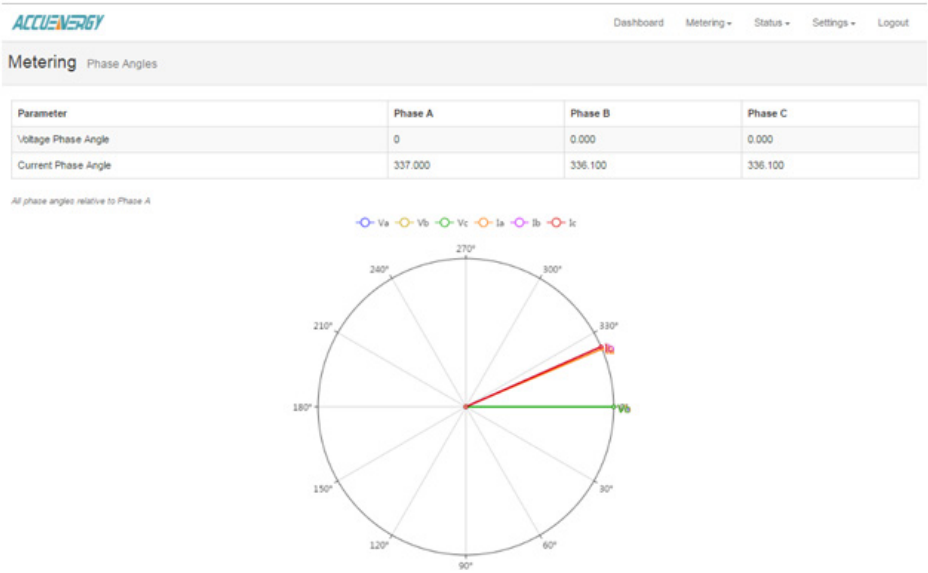 ACCUENERGY
Dashboard Metering Status Settings Logout
Metering Phase Angles
Parameter Phase A Phase B Phase C
Voltage Phase Angle 0 0.000 0.000
Current Phase Angle 337.000 336.100 336.100
All phase angles relative to Phase A
Va Vb Vc Ia Ib Ic
270°
240° 300°
210° 330°
Ib
180°
150° 30°
120° 60°
90°